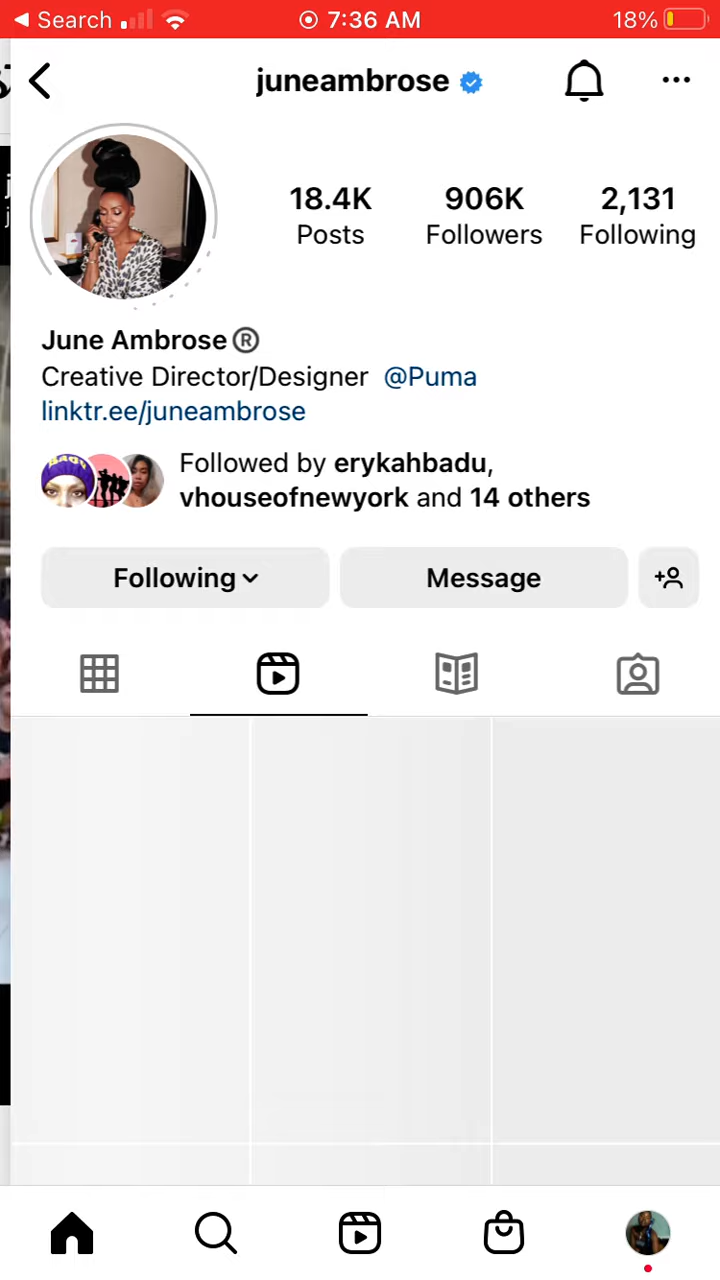 Search 7:36 AM 18%
juneambrose
18.4K 906K 2,131
Posts Followers Following
June Ambrose®
Creative Director/Designer @Puma
linktr.ee/juneambrose
Followed by erykahbadu,
vhouseofnewyork and 14 others
Following Message